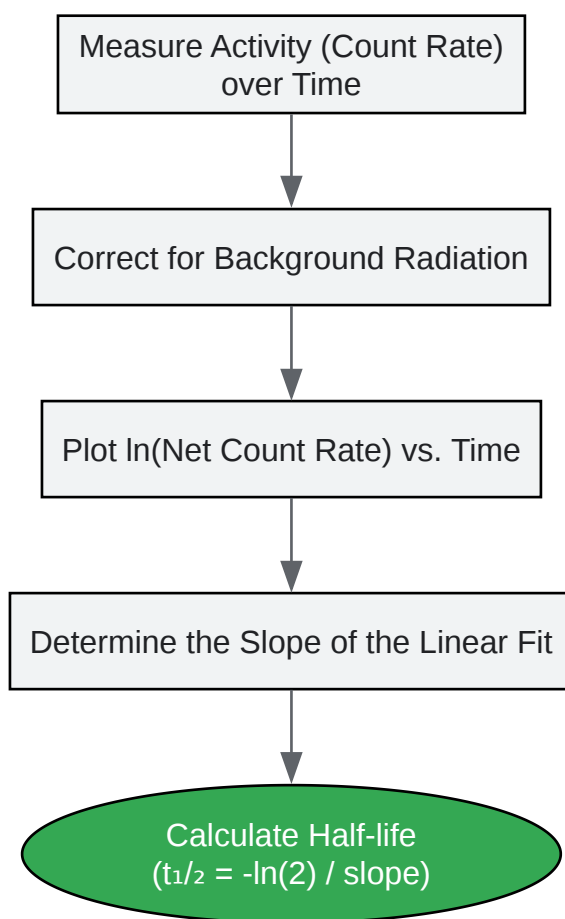 Measure Activity (Count Rate)
over Time
Correct for Background Radiation
Plot ln(Net Count Rate) vs. Time
Determine the Slope of the Linear Fit
Calculate Half-life
(t₁/₂ = -ln(2) / slope)